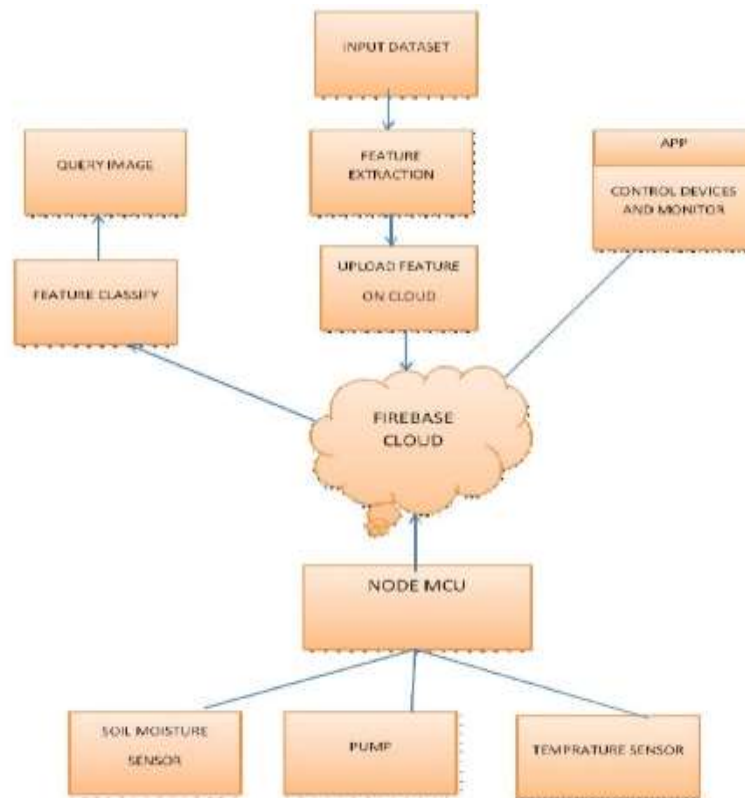 INPUT DATASET
QUERY IMAGE
FEATURE
EXTRACTION
APP
CONTROL DEVICES
AND MONITOR
FEATURE CLASSIFY
UPLOAD FEATURE
ON CLOUD
FIREBASE
CLOUD
NODE MCU
SOIL MOISTURE
SENSOR
PUMP
TEMPRATURE SENSOR